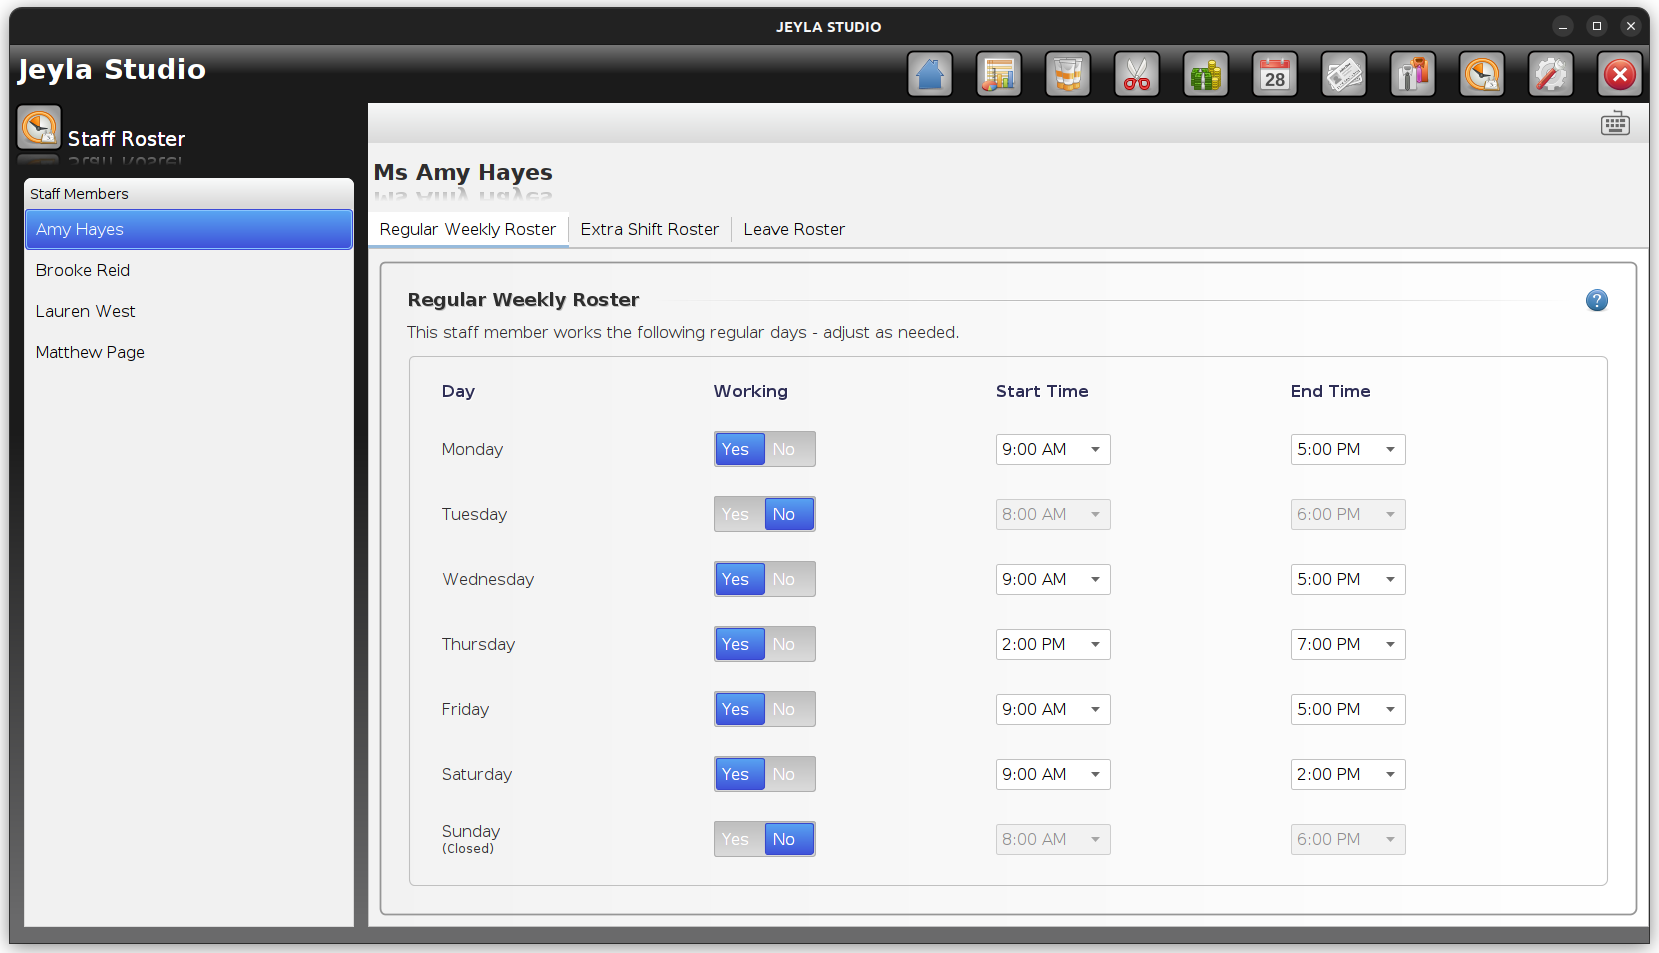 JEYLA STUDIO
Jeyla Studio
28
Staff Roster
Staff Members
Amy Hayes
Brooke Reid
Lauren West
Matthew Page
Ms Amy Hayes
Regular Weekly Roster Extra Shift Roster Leave Roster
Regular Weekly Roster ?
This staff member works the following regular days - adjust as needed.
Day Working Start Time End Time
Monday Yes No 9:00 AM 5:00 PM
Tuesday Yes No 8:00 AM 6:00 PM
Wednesday Yes No 9:00 AM 5:00 PM
Thursday Yes No 2:00 PM 7:00 PM
Friday Yes No 9:00 AM 5:00 PM
Saturday Yes No 9:00 AM 2:00 PM
Sunday Yes No 8:00 AM 6:00 PM
(Closed)